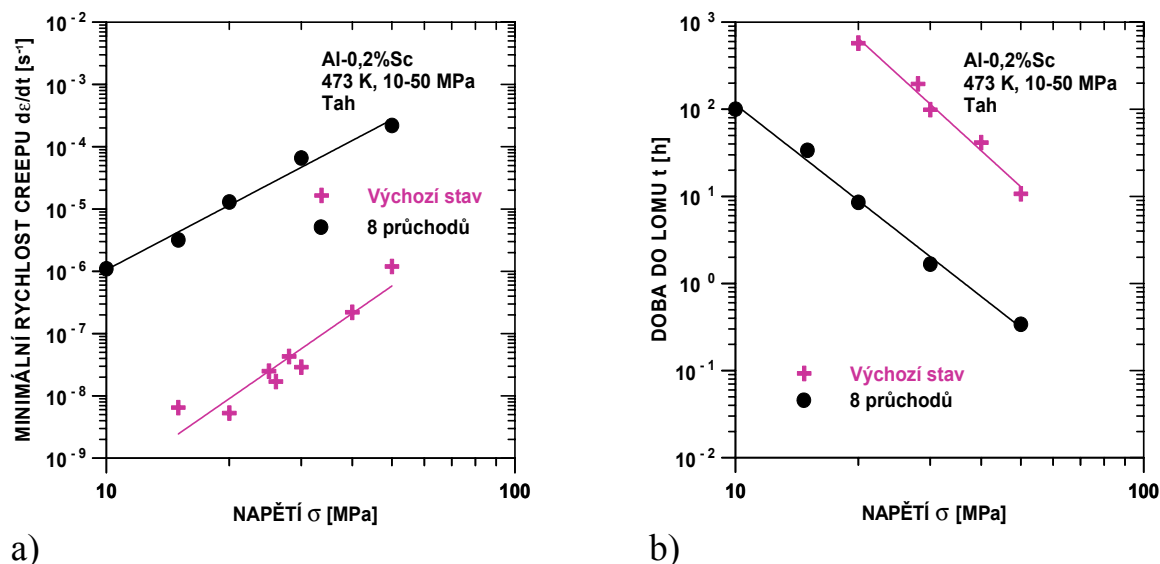 MINIMÁLNÍ RYCHLOST CREEPU dε/dt [s⁻¹]
10⁻²
10⁻³
10⁻⁴
10⁻⁵
10⁻⁶
10⁻⁷
10⁻⁸
10⁻⁹
Al-0,2%Sc
473 K, 10-50 MPa
Tah
Výchozí stav
8 průchodů
10
100
NAPĚTÍ σ [MPa]
a)
DOBA DO LOMU t [h]
10³
10²
10¹
10⁰
10⁻¹
10⁻²
Al-0,2%Sc
473 K, 10-50 MPa
Tah
Výchozí stav
8 průchodů
10
100
NAPĚTÍ σ [MPa]
b)